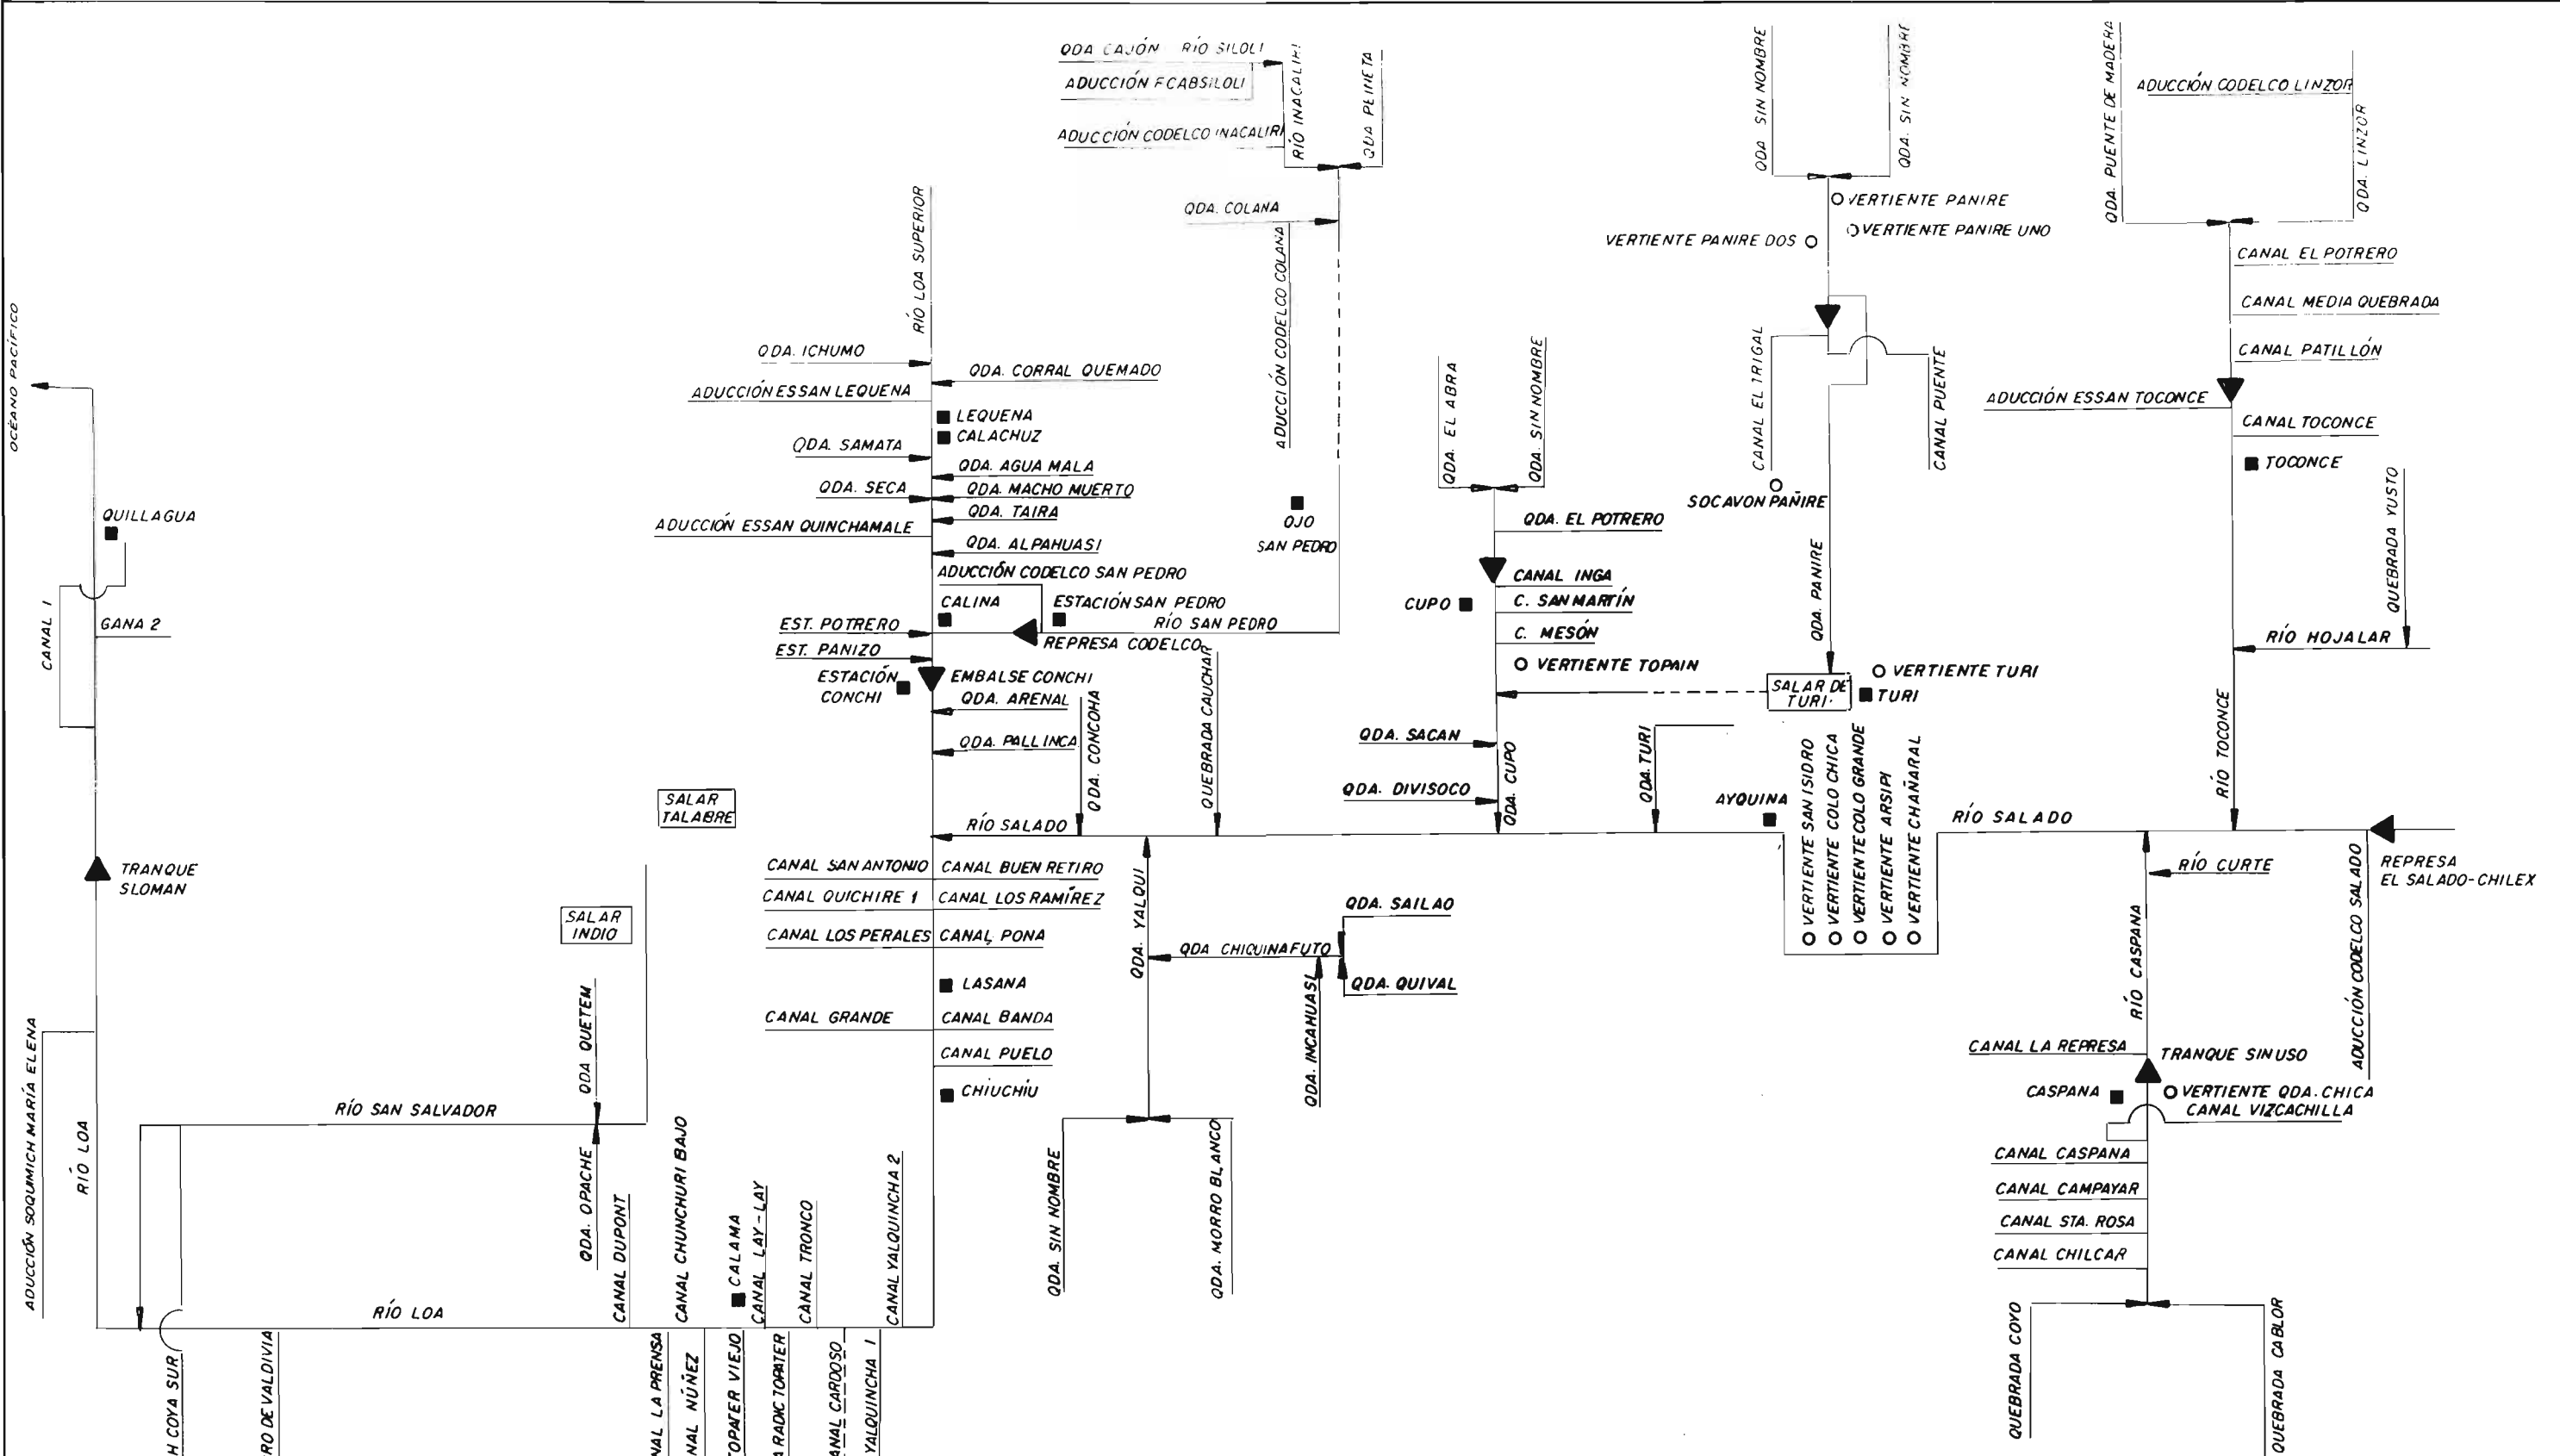 QDA CAJÓN
RÍO SILOLI
ADUCCIÓN FCABSILOLI
ADUCCIÓN CODELCO INACALIRI
RÍO INACALIRI
QDA PEINETA
QDA. COLANA
ADUCCIÓN CODELCO COLANA
QDA SIN NOMBRE
QDA. SIN NOMBRE
VERTIENTE PANIRE
VERTIENTE PANIRE UNO
VERTIENTE PANIRE DOS
QDA. PUENTE DE MADERA
ADUCCIÓN CODELCO LINZOR
QDA. LINZOR
CANAL EL POTRERO
CANAL MEDIA QUEBRADA
CANAL PATILLÓN
ADUCCIÓN ESSAN TOCONCE
CANAL TOCONCE
TOCONCE
QUEBRADA YUSTO
RÍO HOJALAR
RÍO TOCONCE
OCÉANO PACÍFICO
RÍO LOA SUPERIOR
QDA. ICHUMO
QDA. CORRAL QUEMADO
ADUCCIÓN ESSAN LEQUENA
LEQUENA
CALACHUZ
QDA. SAMATA
QDA. AGUA MALA
QDA. SECA
QDA. MACHO MUERTO
QDA. TAIRA
ADUCCIÓN ESSAN QUINCHAMALE
QDA. ALPAHUASI
ADUCCIÓN CODELCO SAN PEDRO
CALINA
ESTACIÓN SAN PEDRO
EST. POTRERO
RÍO SAN PEDRO
REPRESA CODELCO
EST. PANIZO
ESTACIÓN
CONCHI
EMBALSE CONCHI
QDA. ARENAL
QDA. PALLINCA
QDA. CONCOHA
QUEBRADA CAUCHAR
OJO
SAN PEDRO
QDA. EL ABRA
QDA. SIN NOMBRE
QDA. EL POTRERO
CANAL INGA
CUPO
C. SAN MARTÍN
C. MESÓN
VERTIENTE TOPAIN
QDA. SACAN
QDA. DIVISOCO
QDA. CUPO
CANAL EL TRIGAL
SOCAVON PAÑIRE
CANAL PUENTE
QDA. PANIRE
SALAR DE
TURI
VERTIENTE TURI
TURI
QDA. TURI
AYQUINA
VERTIENTE SAN ISIDRO
VERTIENTE COLO CHICA
VERTIENTE COLO GRANDE
VERTIENTE ARSIPI
VERTIENTE CHAÑARAL
RÍO SALADO
RÍO CURTE
REPRESA
EL SALADO-CHILEX
ADUCCIÓN CODELCO SALADO
RÍO CASPANA
CANAL LA REPRESA
TRANQUE SIN USO
CASPANA
VERTIENTE QDA. CHICA
CANAL VIZCACHILLA
CANAL CASPANA
CANAL CAMPAYAR
CANAL STA. ROSA
CANAL CHILCAR
QUEBRADA COYO
QUEBRADA CABLOR
QUILLAGUA
CANAL 1
GANA 2
TRANQUE
SLOMAN
ADUCCIÓN SOQUIMICH MARÍA ELENA
RÍO LOA
SALAR
TALABRE
SALAR
INDIO
RÍO SALADO
CANAL SAN ANTONIO
CANAL BUEN RETIRO
CANAL QUICHIRE 1
CANAL LOS RAMÍREZ
CANAL LOS PERALES
CANAL PONA
LASANA
CANAL GRANDE
CANAL BANDA
CANAL PUELO
CHIUCHIU
QDA. YALQUI
QDA CHIQUINAFUTO
QDA. SAILAO
QDA. QUIVAL
QDA. INCAHUASI
QDA. SIN NOMBRE
QDA. MORRO BLANCO
QDA QUETEM
RÍO SAN SALVADOR
QDA. OPACHE
CANAL DUPONT
CANAL CHUNCHURI BAJO
CALAMA
CANAL LAY-LAY
CANAL TRONCO
CANAL YALQUINCHA 2
RÍO LOA
H COYA SUR
RO DE VALDIVIA
NAL LA PRENSA
NAL NÚÑEZ
TOPATER VIEJO
A RADIC TOPATER
ANAL CARDOSO
YALQUINCHA 1